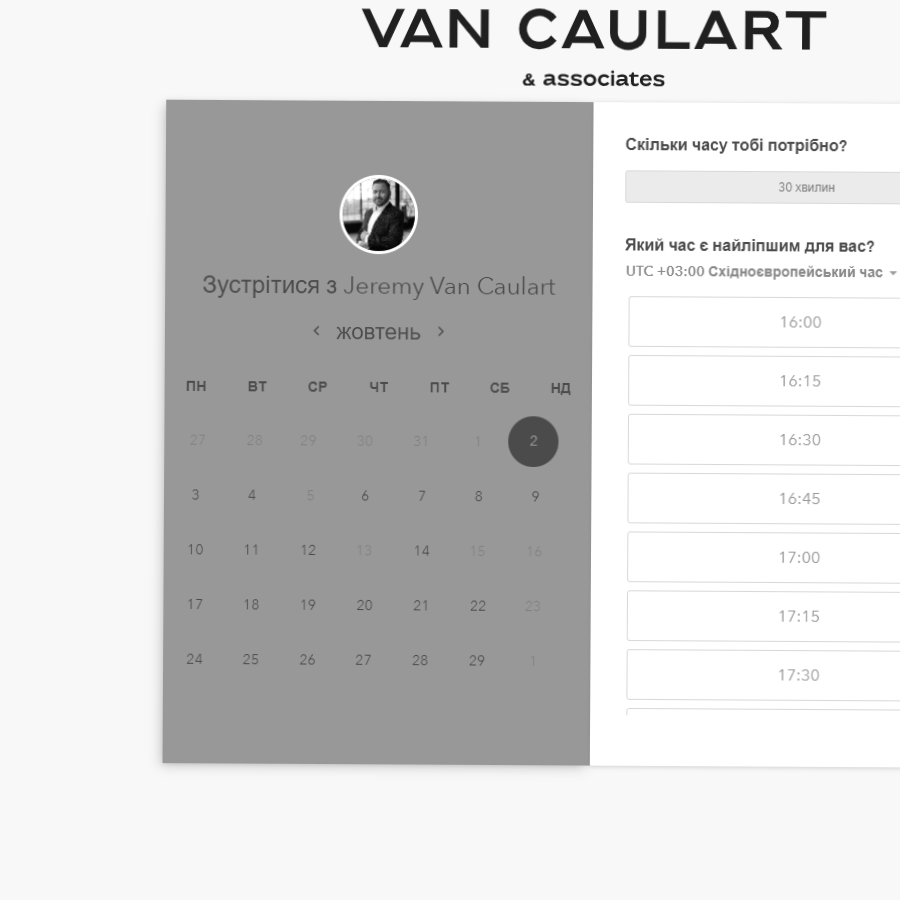 VAN CAULART
& associates
Зустрітися з Jeremy Van Caulart
жовтень
ПН ВТ СР ЧТ ПТ СБ НД
27 28 29 30 31 1 2
3 4 5 6 7 8 9
10 11 12 13 14 15 16
17 18 19 20 21 22 23
24 25 26 27 28 29 1
Скільки часу тобі потрібно?
30 хвилин
Який час є найліпшим для вас?
UTC +03:00 Східноєвропейський час
16:00
16:15
16:30
16:45
17:00
17:15
17:30